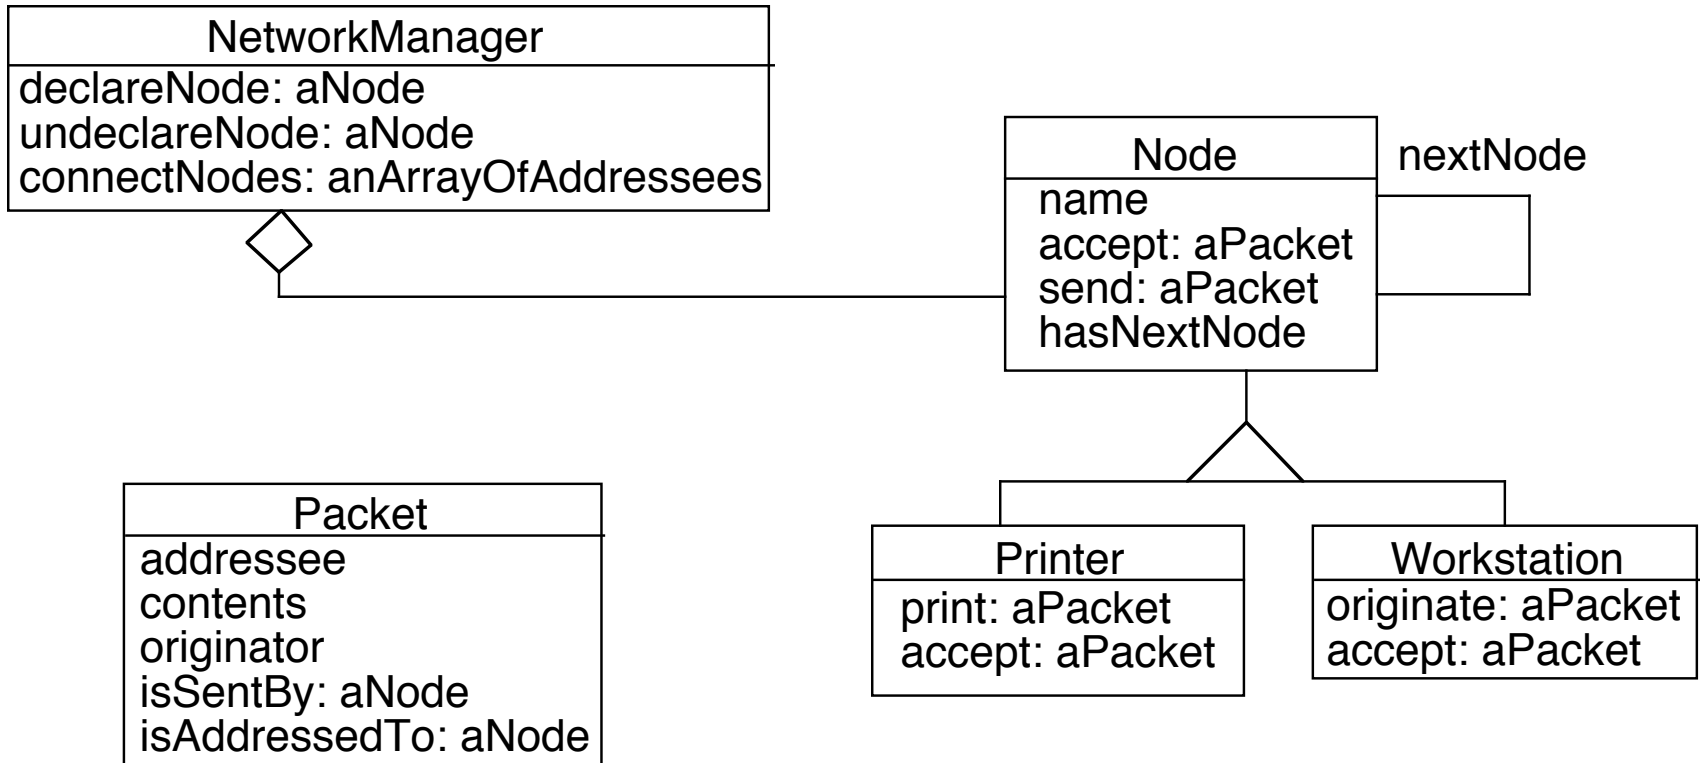 NetworkManager
declareNode: aNode
undeclareNode: aNode
connectNodes: anArrayOfAddressees
Node
name
accept: aPacket
send: aPacket
hasNextNode
nextNode
Packet
addressee
contents
originator
isSentBy: aNode
isAddressedTo: aNode
Printer
print: aPacket
accept: aPacket
Workstation
originate: aPacket
accept: aPacket